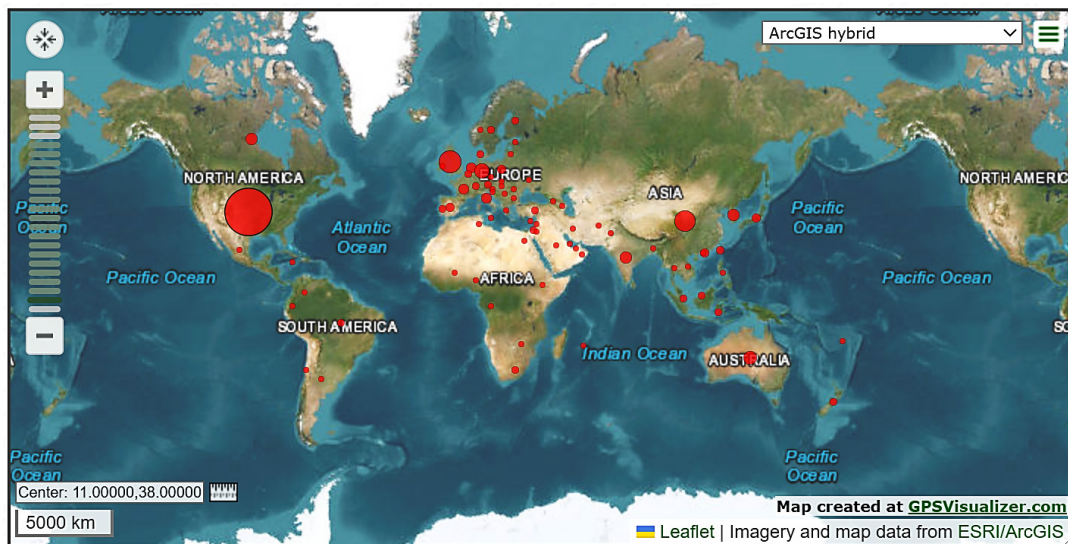 ArcGIS hybrid
+
NORTH AMERICA
EUROPE
ASIA
NORTH AMERIC
Pacific
Ocean
Atlantic
Ocean
Pacific
Ocean
Pacific Ocean
AFRICA
Pacific Ocean
SOUTH AMERICA
Indian Ocean
AUSTRALIA
Pacific
Ocean
Pacific
Ocean
−
Center: 11.00000,38.00000
5000 km
Map created at GPSVisualizer.com
Leaflet | Imagery and map data from ESRI/ArcGIS